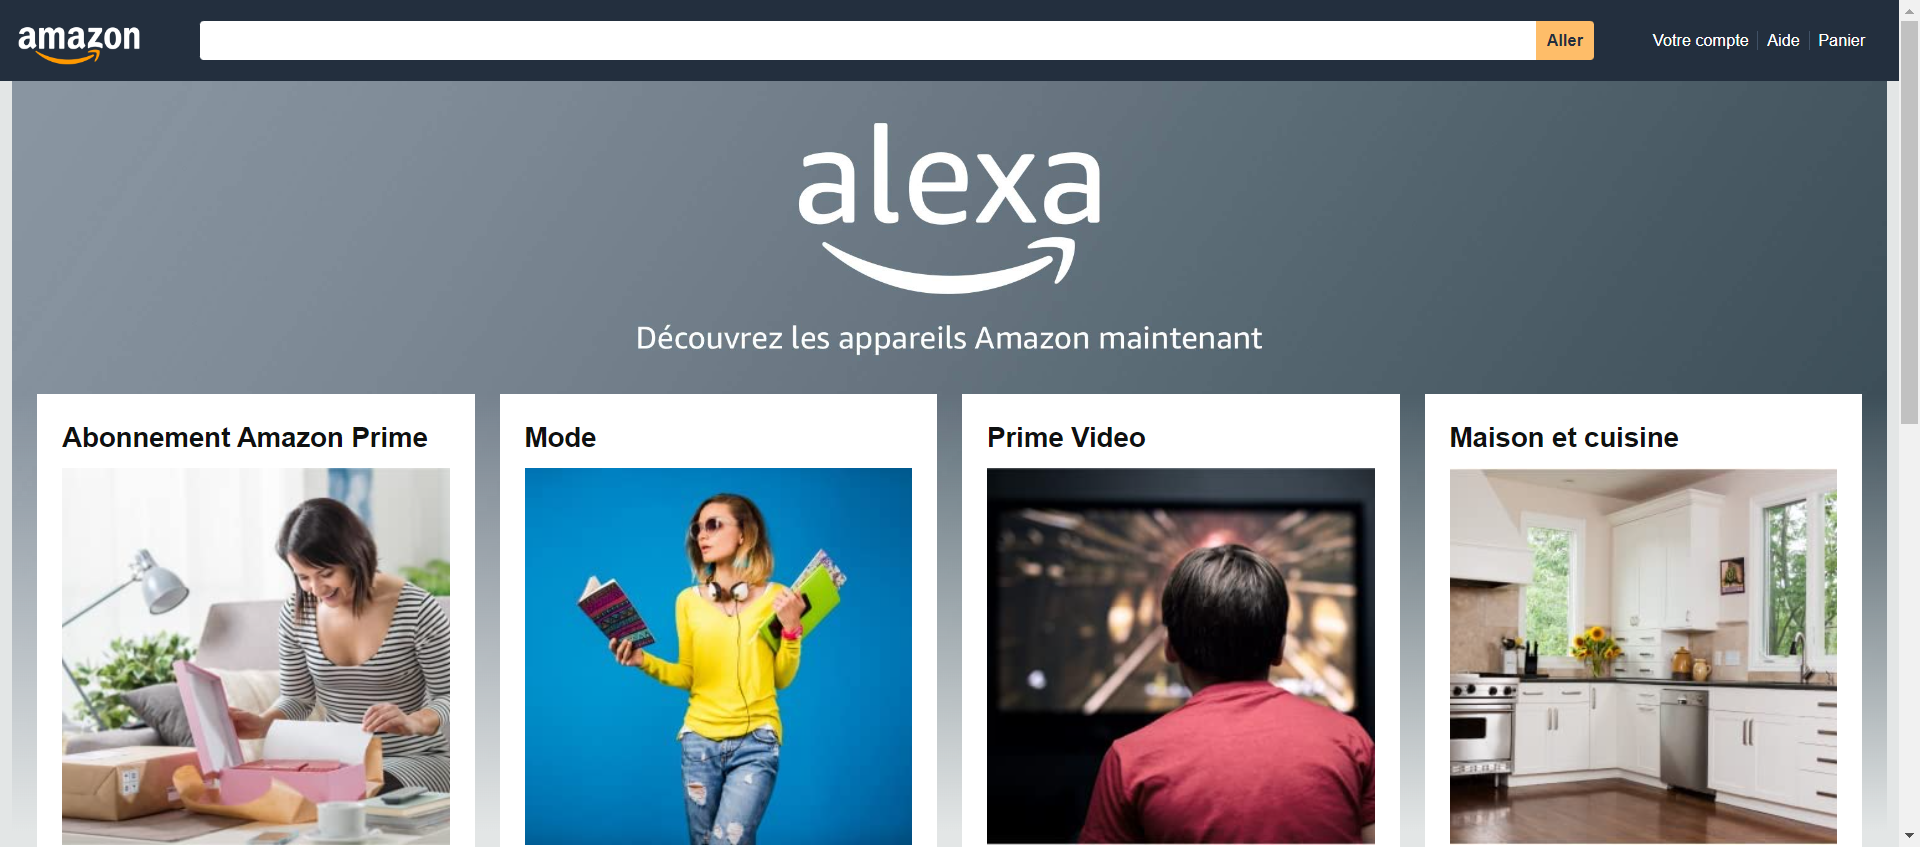 amazon
Aller
Votre compte
Aide
Panier
alexa
Découvrez les appareils Amazon maintenant
Abonnement Amazon Prime
Mode
Prime Video
Maison et cuisine